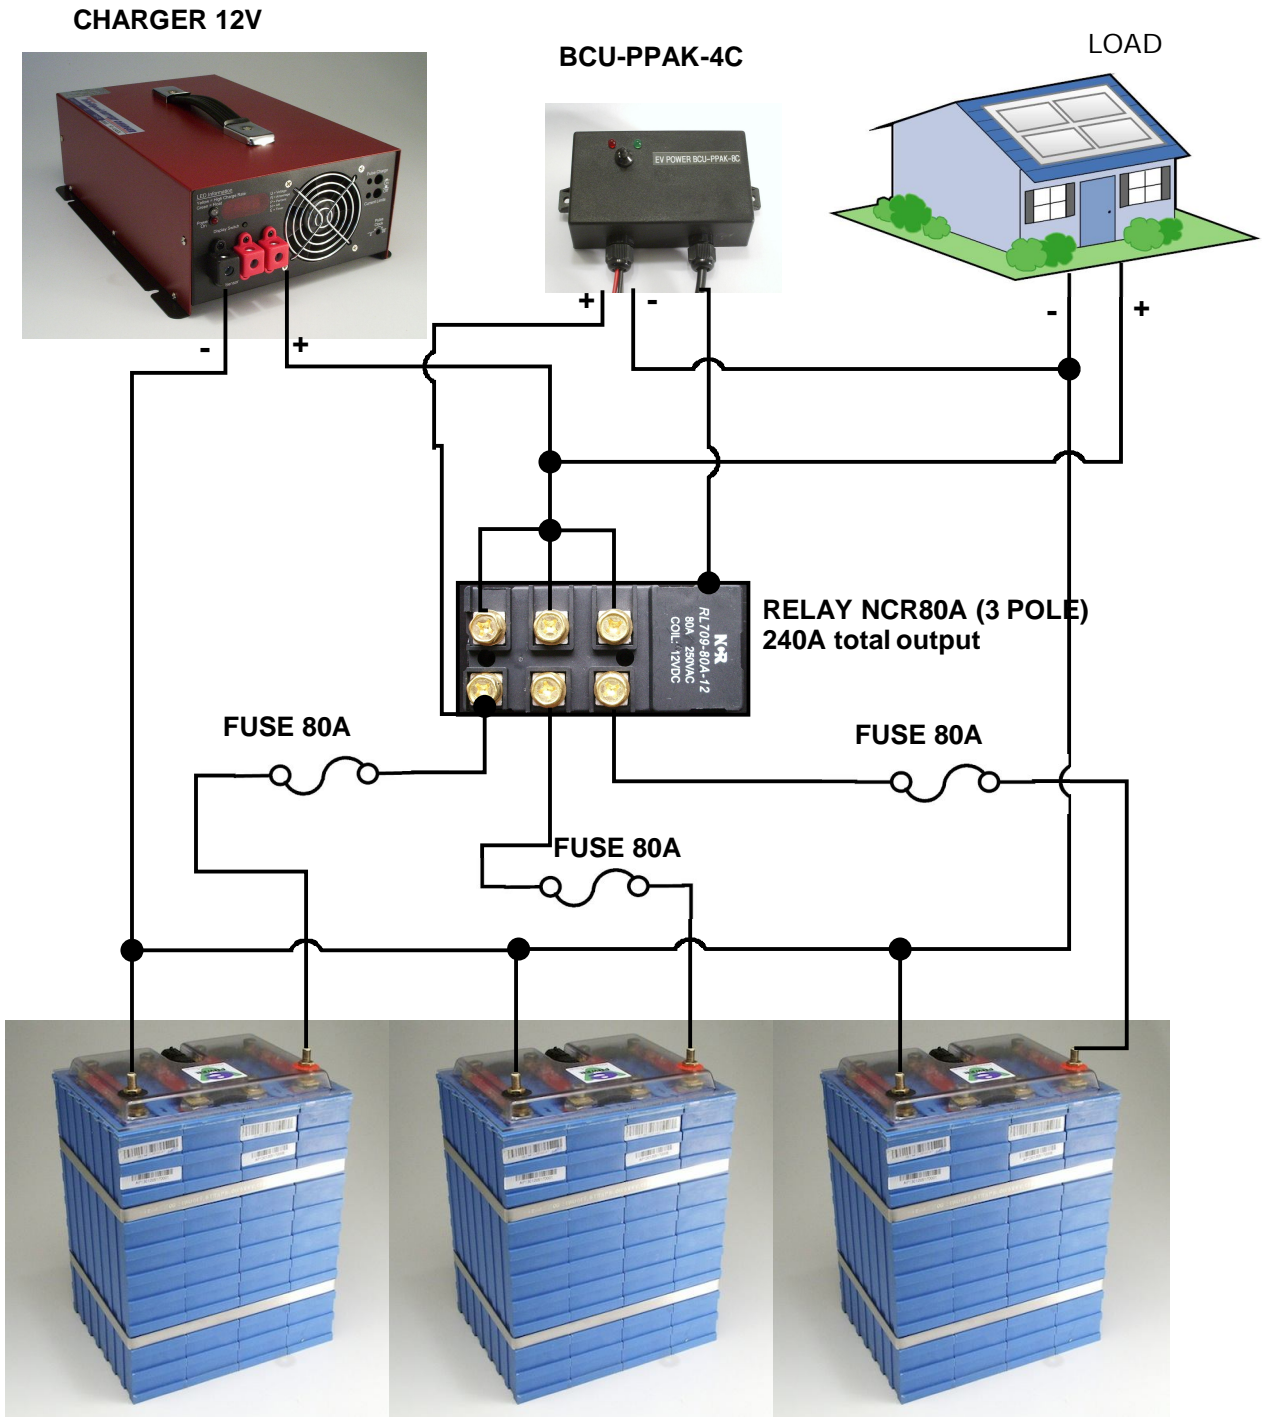 CHARGER 12V
BCU-PPAK-4C
LOAD
EV POWER BCU-PPAK-8C
-
+
+
-
-
+
NCR
RL709-80A-12
80A 250VAC
COIL: 12VDC
RELAY NCR80A (3 POLE)
240A total output
FUSE 80A
FUSE 80A
FUSE 80A